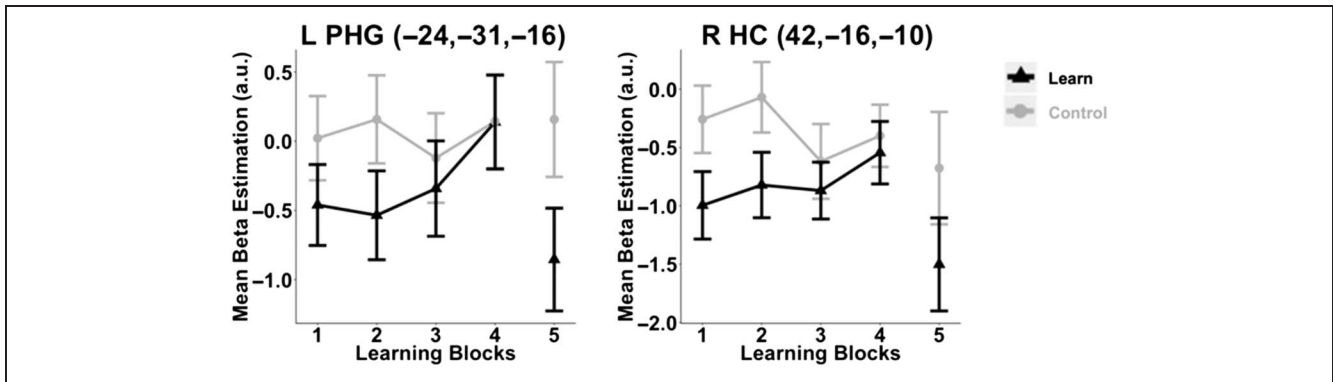 L PHG (–24,–31,–16)
Mean Beta Estimation (a.u.)
0.5
0.0
–0.5
–1.0
1 2 3 4 5
Learning Blocks
R HC (42,–16,–10)
Mean Beta Estimation (a.u.)
0.0
–0.5
–1.0
–1.5
–2.0
1 2 3 4 5
Learning Blocks
Learn
Control